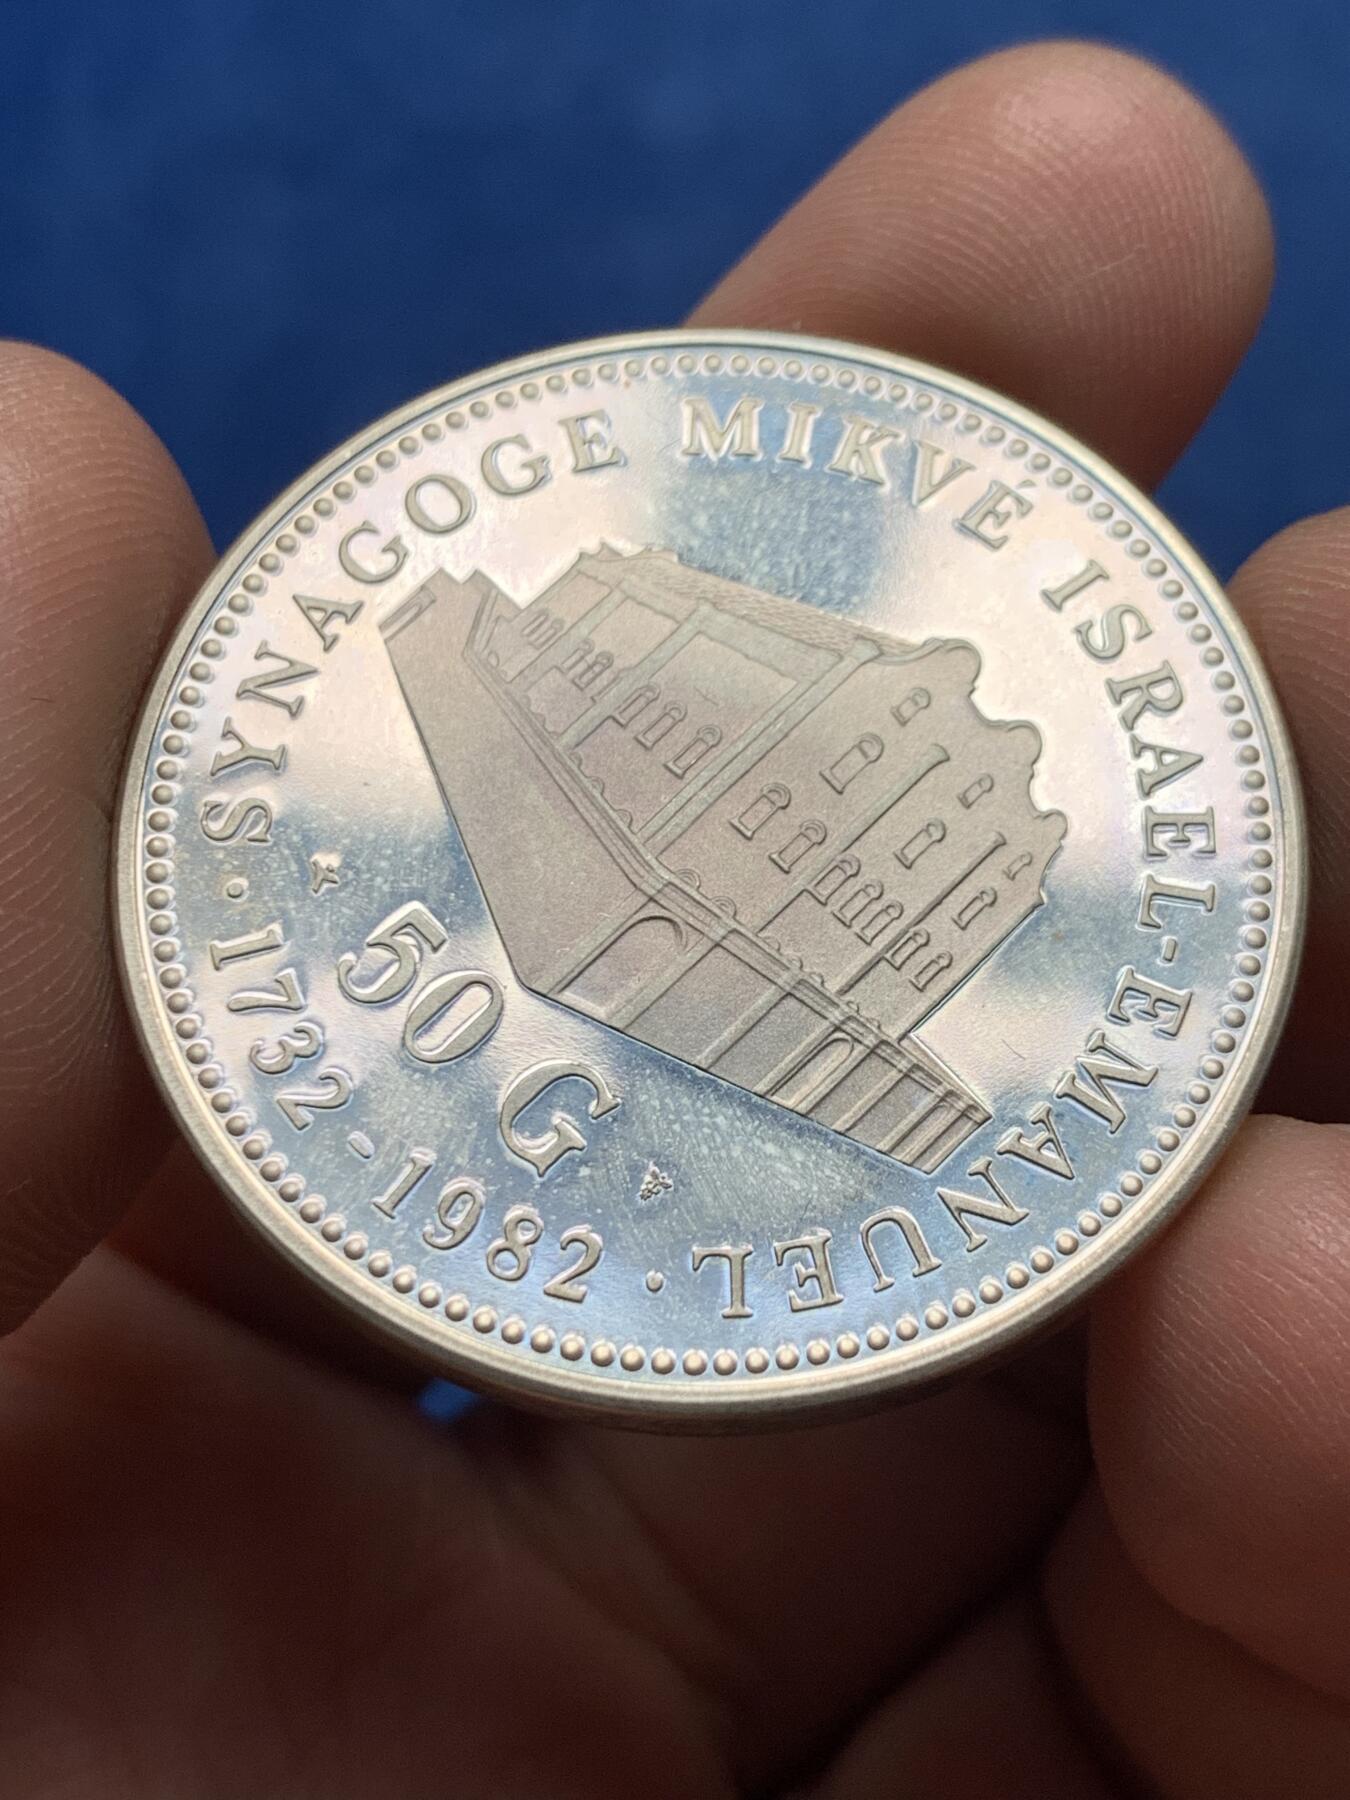 · SYNAGOGE MIKVÉ ISRAEL-EMANUEL ·
50 G
1732-1982